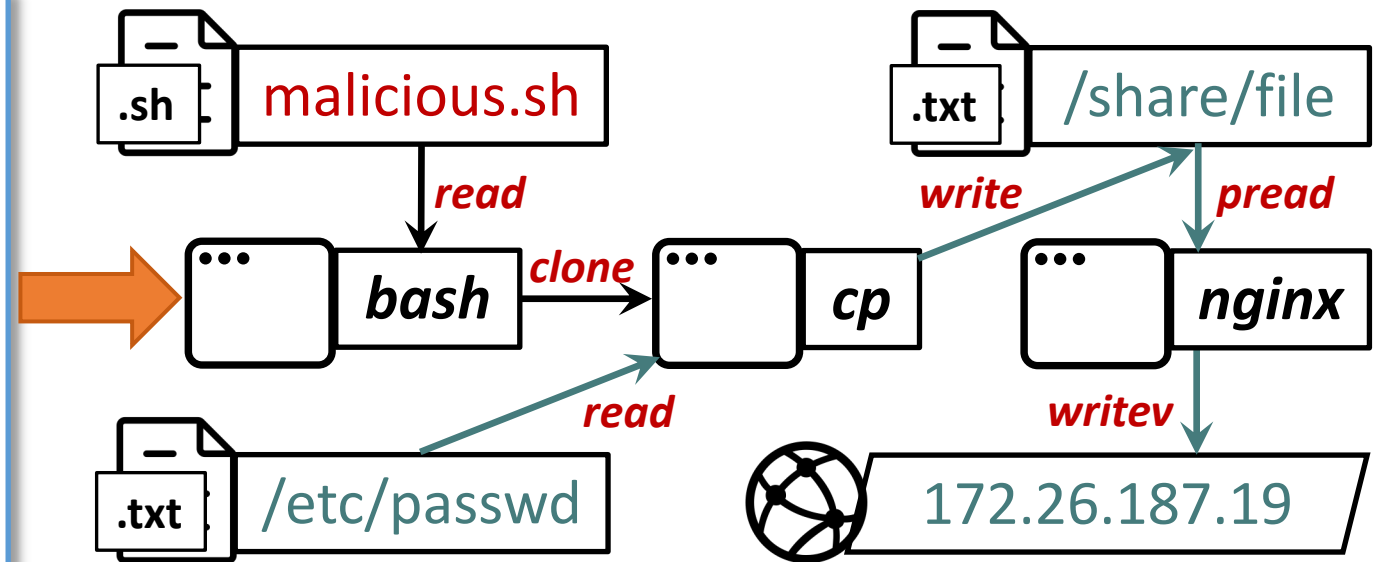 .sh
malicious.sh
.txt
/share/file
read
write
pread
bash
clone
cp
nginx
read
writev
.txt
/etc/passwd
172.26.187.19